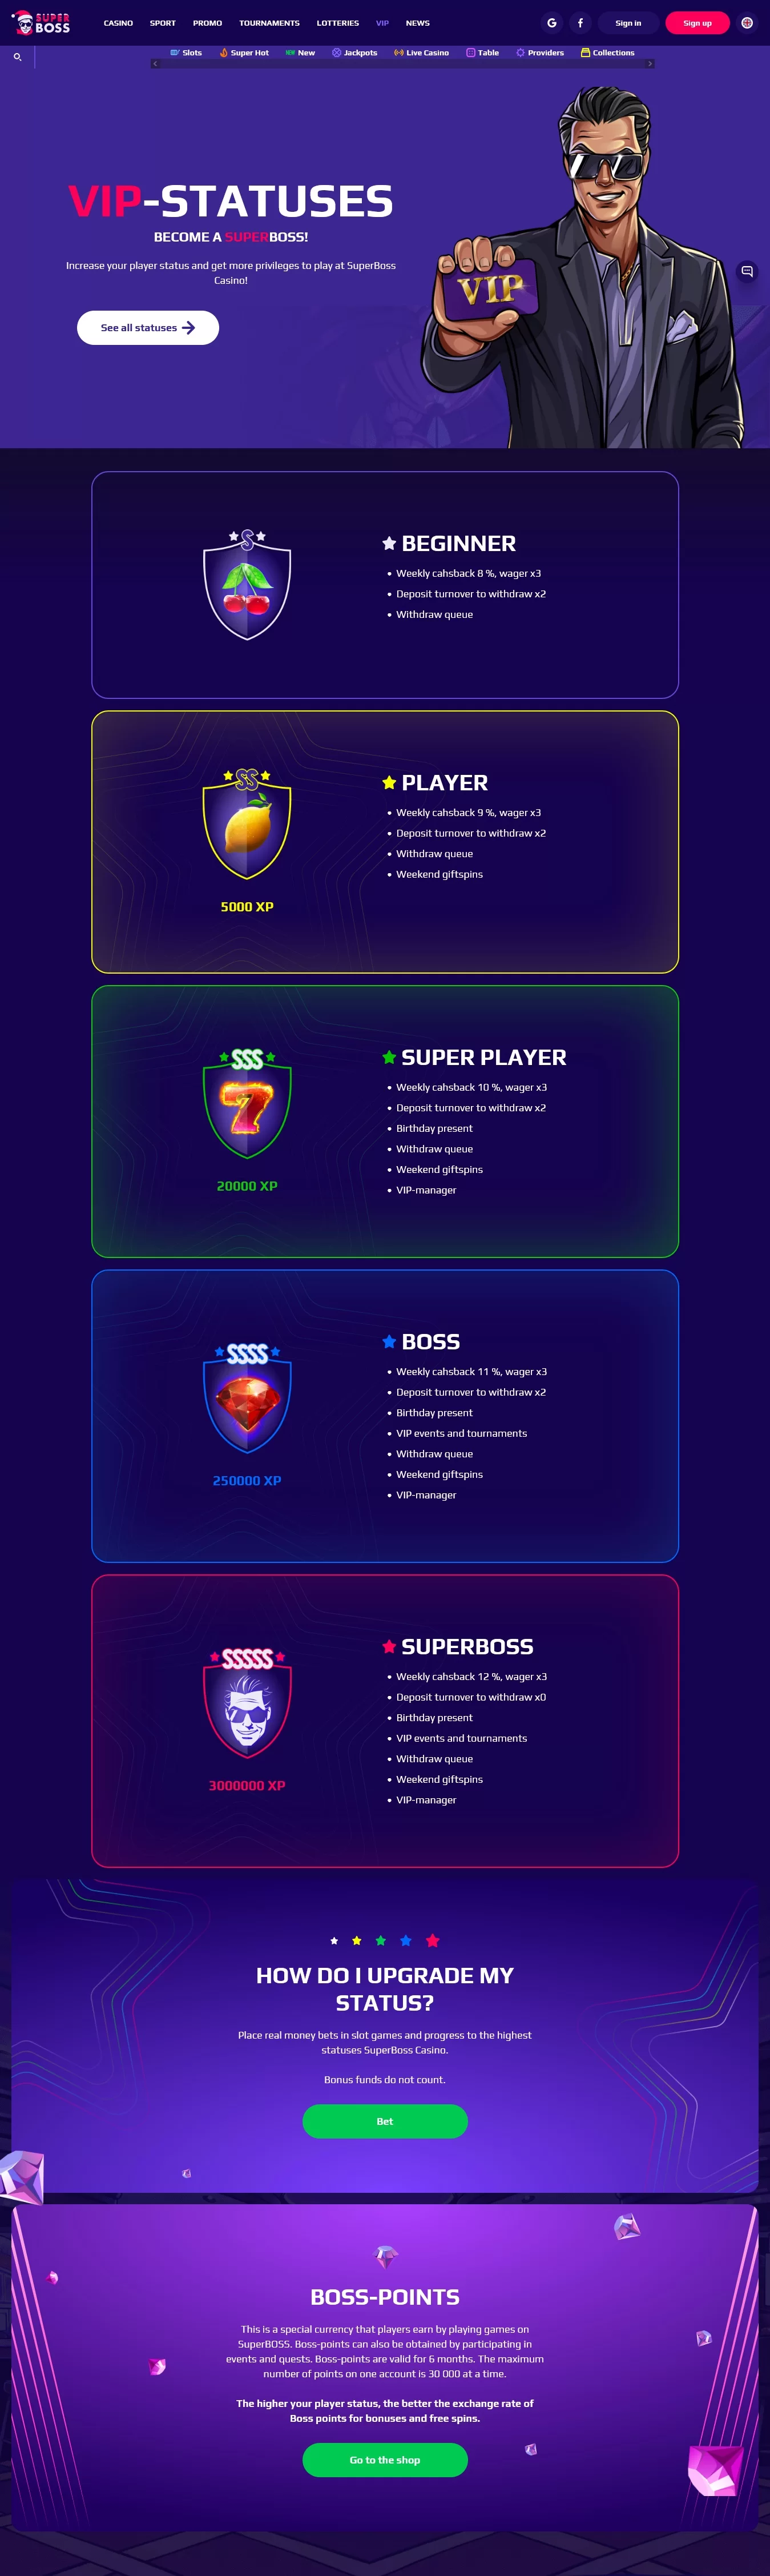 SUPER BOSS
CASINO SPORT PROMO TOURNAMENTS LOTTERIES VIP NEWS
Sign in
Sign up
Slots Super Hot New Jackpots Live Casino Table Providers Collections
VIP-STATUSES
BECOME A SUPERBOSS!
Increase your player status and get more privileges to play at SuperBoss
Casino!
See all statuses
VIP
S
BEGINNER
• Weekly cahsback 8 %, wager x3
• Deposit turnover to withdraw x2
• Withdraw queue
SS
5000 XP
PLAYER
• Weekly cahsback 9 %, wager x3
• Deposit turnover to withdraw x2
• Withdraw queue
• Weekend giftspins
SSS
7
20000 XP
SUPER PLAYER
• Weekly cahsback 10 %, wager x3
• Deposit turnover to withdraw x2
• Birthday present
• Withdraw queue
• Weekend giftspins
• VIP-manager
SSSS
250000 XP
BOSS
• Weekly cahsback 11 %, wager x3
• Deposit turnover to withdraw x2
• Birthday present
• VIP events and tournaments
• Withdraw queue
• Weekend giftspins
• VIP-manager
SSSSS
3000000 XP
SUPERBOSS
• Weekly cahsback 12 %, wager x3
• Deposit turnover to withdraw x0
• Birthday present
• VIP events and tournaments
• Withdraw queue
• Weekend giftspins
• VIP-manager
HOW DO I UPGRADE MY
STATUS?
Place real money bets in slot games and progress to the highest
statuses SuperBoss Casino.
Bonus funds do not count.
Bet
BOSS-POINTS
This is a special currency that players earn by playing games on
SuperBOSS. Boss-points can also be obtained by participating in
events and quests. Boss-points are valid for 6 months. The maximum
number of points on one account is 30 000 at a time.
The higher your player status, the better the exchange rate of
Boss points for bonuses and free spins.
Go to the shop